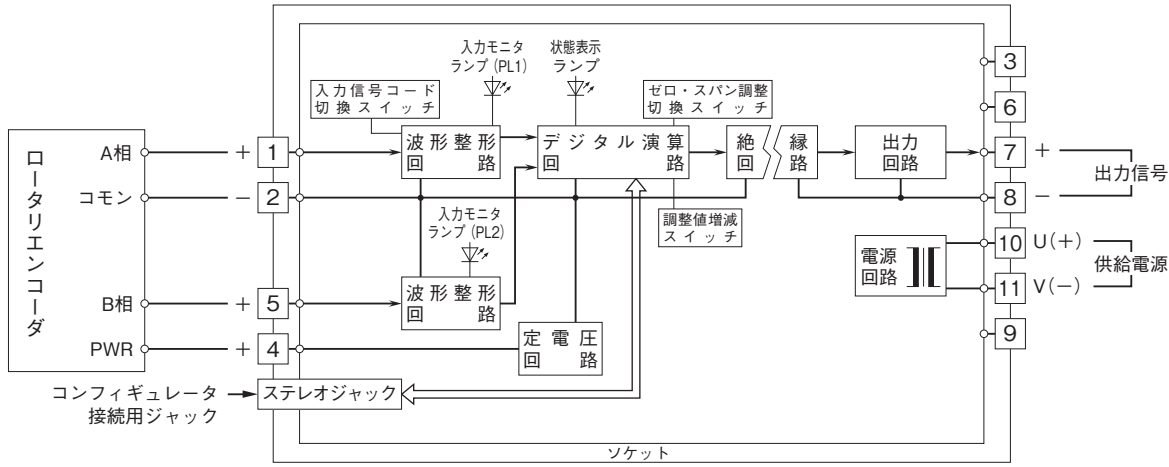 入力モニタ
ランプ(PL1)
状態表示
ランプ
入力信号コード
切換スイッチ
ゼロ・スパン調整
切換スイッチ
3
6
ロータリエンコーダ
A相
+
1
波形整形
回路
デジタル演算
回路
絶縁
回路
出力
回路
7
+
コモン
−
2
8
−
出力信号
入力モニタ
ランプ(PL2)
調整値増減
スイッチ
10
U(+)
電源
回路
供給電源
B相
+
5
波形整形
回路
11
V(−)
PWR
+
4
定電圧
回路
9
コンフィギュレータ
接続用ジャック
ステレオジャック
ソケット